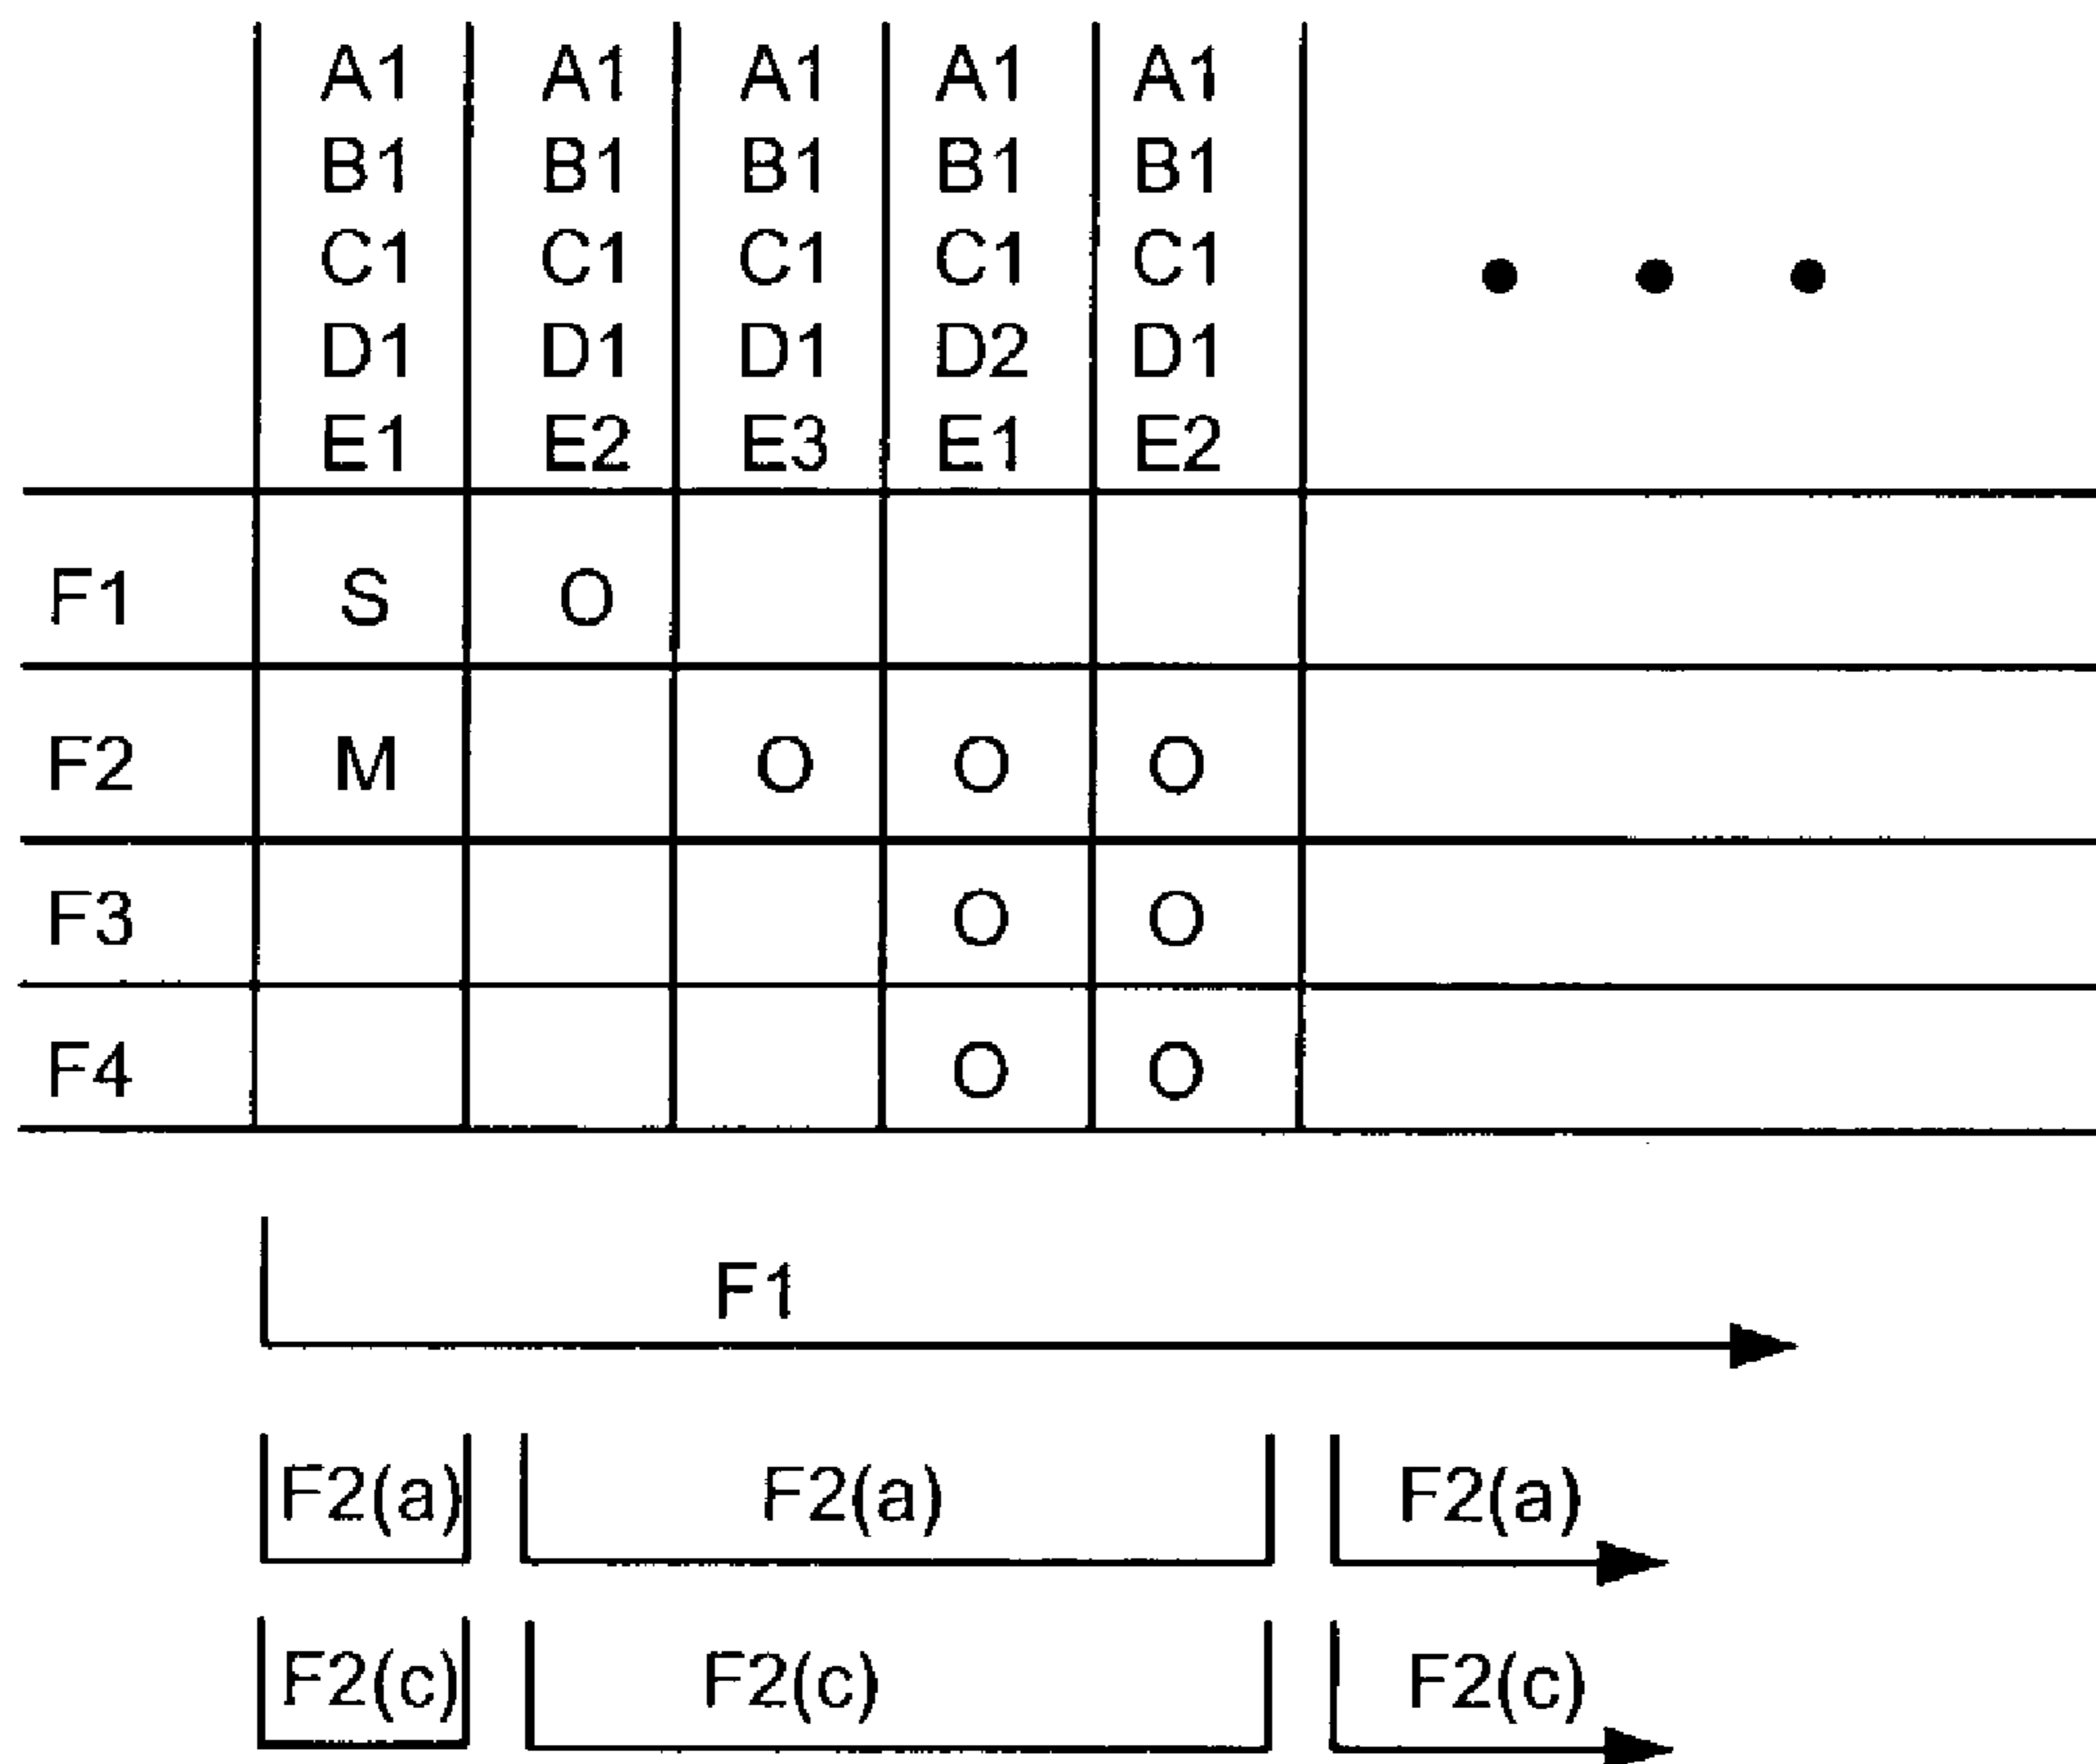 A1 A1 A1 A1 A1
B1 B1 B1 B1 B1
C1 C1 C1 C1 C1
D1 D1 D1 D2 D1
E1 E2 E3 E1 E2
F1 S O
F2 M O O O
F3 O O
F4 O O
F1
F2(a) F2(a) F2(a)
F2(c) F2(c) F2(c)